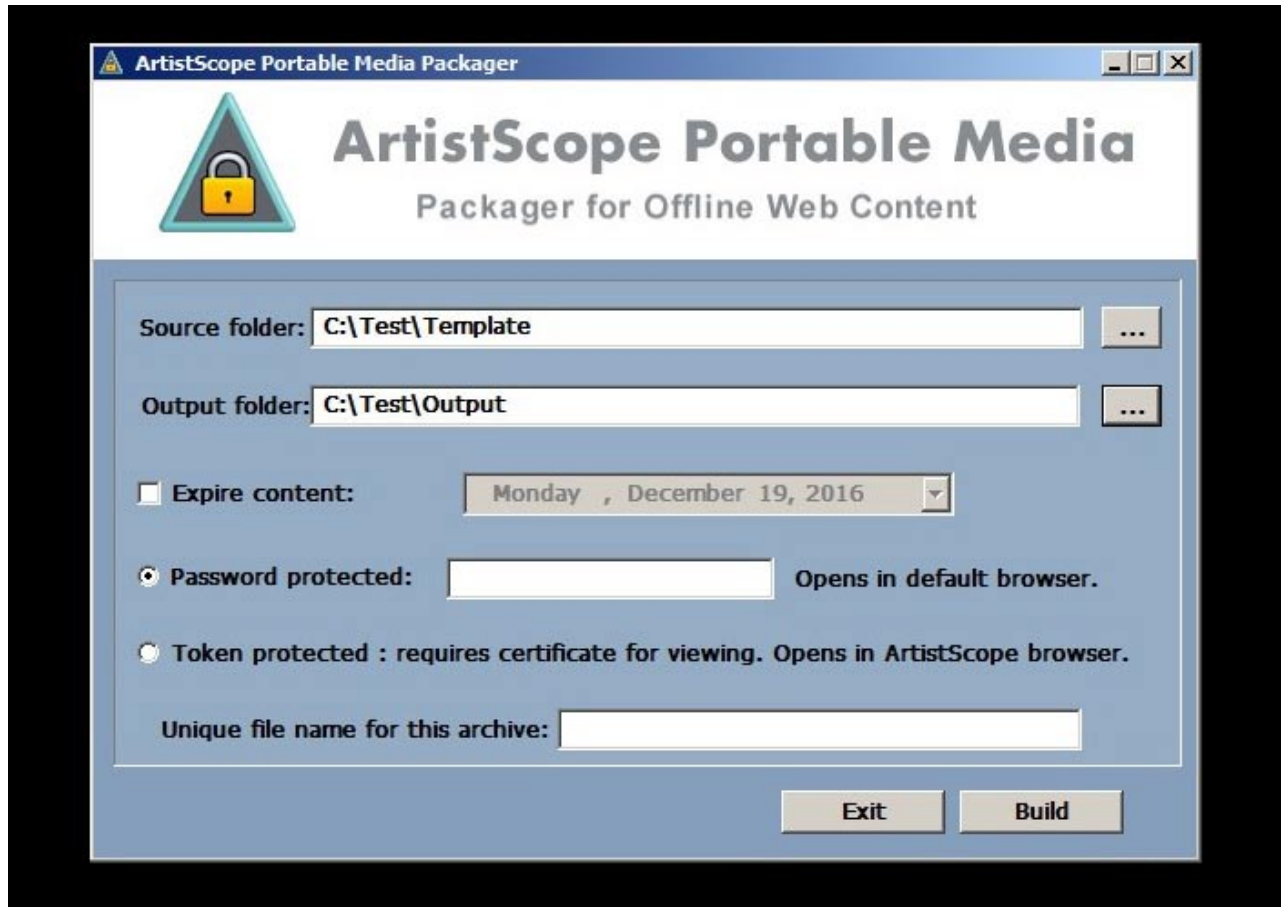 ArtistScope Portable Media Packager
ArtistScope Portable Media
Packager for Offline Web Content
Source folder: C:\Test\Template ...
Output folder: C:\Test\Output ...
Expire content: Monday , December 19, 2016
Password protected: Opens in default browser.
Token protected : requires certificate for viewing. Opens in ArtistScope browser.
Unique file name for this archive:
Exit Build